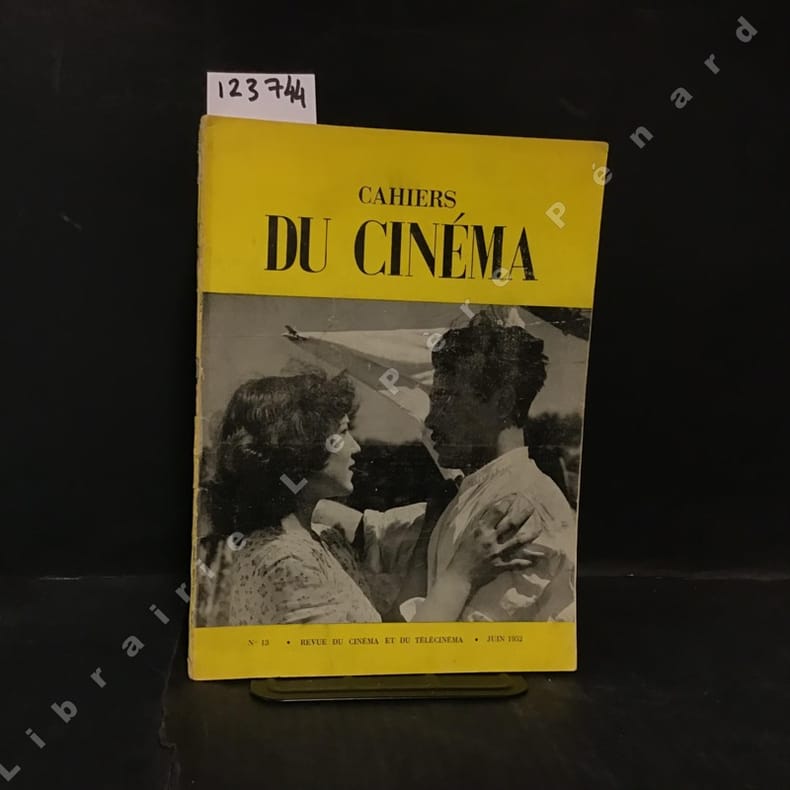 123744
CAHIERS
DU CINÉMA
N° 13 • REVUE DU CINÉMA ET DU TÉLÉCINÉMA • JUIN 1952
Librairie Le Père Pénard